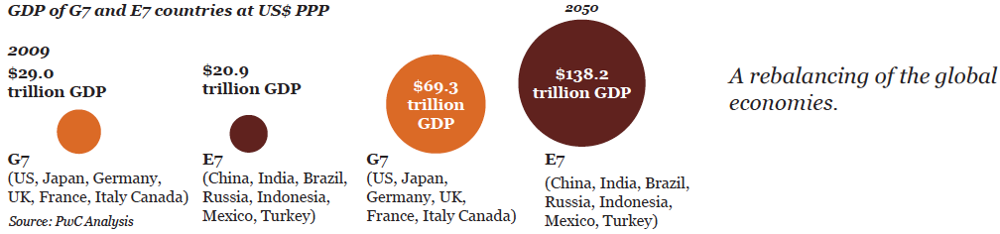 GDP of G7 and E7 countries at US$ PPP
2009
$29.0
trillion GDP
G7
(US, Japan, Germany,
UK, France, Italy Canada)
$20.9
trillion GDP
E7
(China, India, Brazil,
Russia, Indonesia,
Mexico, Turkey)
2050
$69.3
trillion
GDP
G7
(US, Japan,
Germany, UK,
France, Italy Canada)
$138.2
trillion GDP
E7
(China, India, Brazil,
Russia, Indonesia,
Mexico, Turkey)
A rebalancing of the global
economies.
Source: PwC Analysis